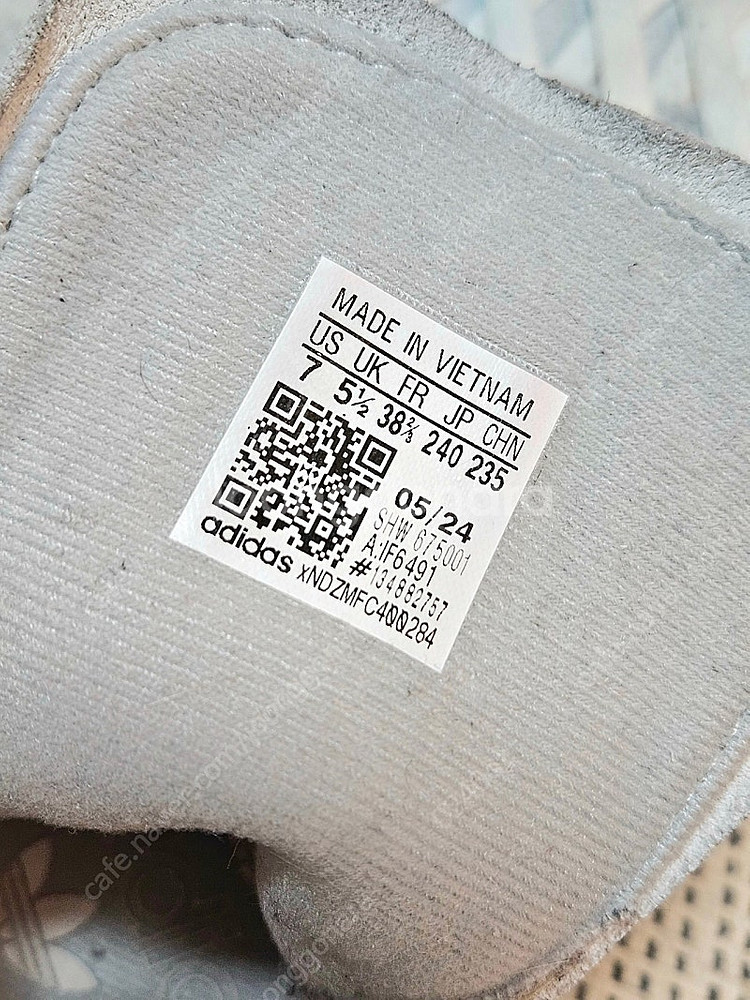 MADE IN VIETNAM
US UK FR JP CHN
7 5½ 38⅔ 240 235
05/24
SHW 675001
A:IF6491
#134882757
adidas xNDZMFC400284